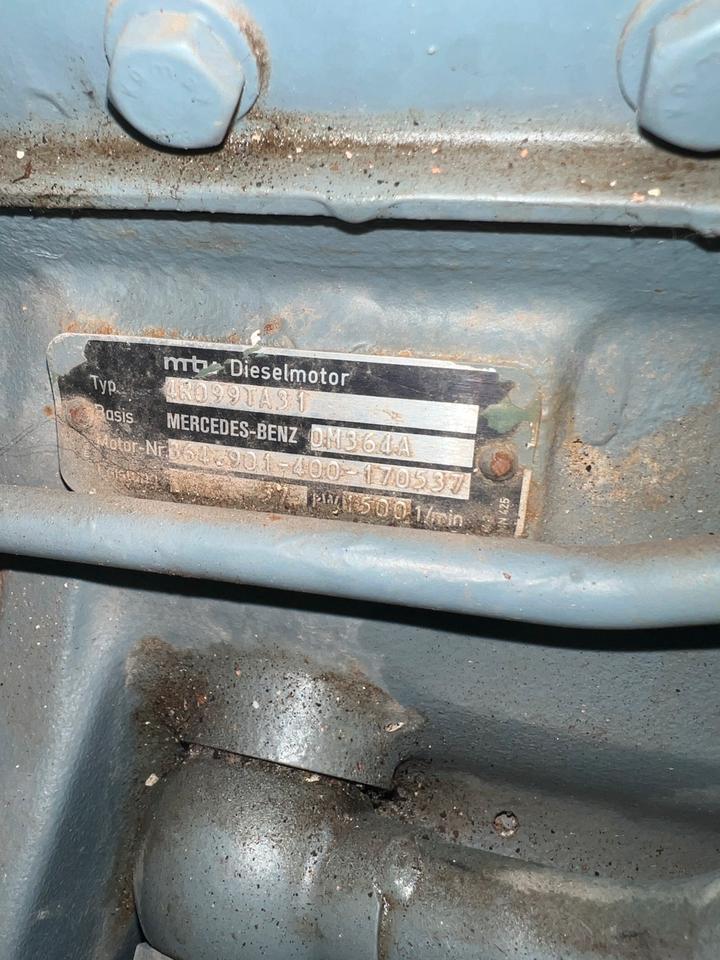 mtu Dieselmotor
Typ 4R099TA31
Basis MERCEDES-BENZ OM364A
Motor-Nr 364.901-400-170537
kW 1500 1/min